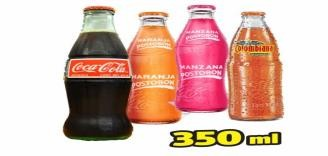 Coca-Cola
NARANJA
POSTOBON
NARANJA
POSTOBON
MANZANA
POSTOBON
MANZANA
POSTOBON
Colombiana
350 ml